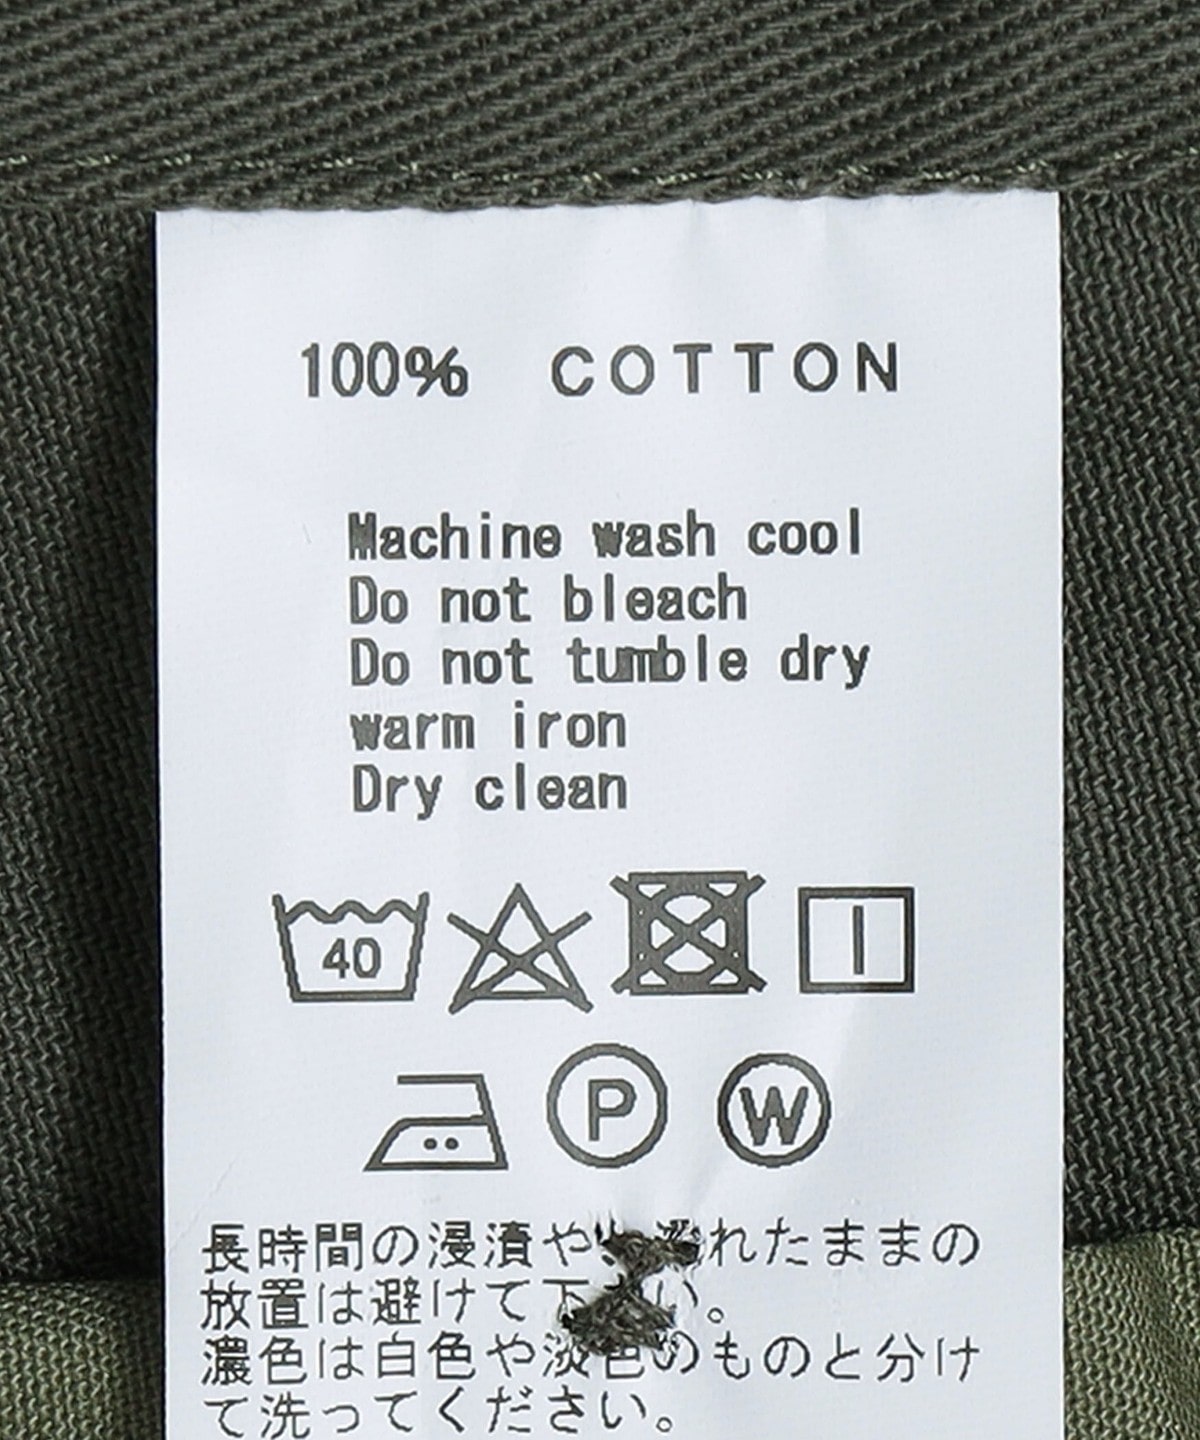 100% COTTON
Machine wash cool
Do not bleach
Do not tumble dry
warm iron
Dry clean
40
P
W
長時間の浸漬や 濡れたままの
放置は避けて下さい。
濃色は白色や淡色のものと分け
て洗ってください。